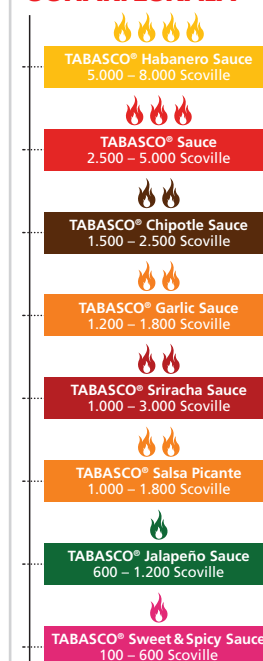 TABASCO® Habanero Sauce
5.000 – 8.000 Scoville
TABASCO® Sauce
2.500 – 5.000 Scoville
TABASCO® Chipotle Sauce
1.500 – 2.500 Scoville
TABASCO® Garlic Sauce
1.200 – 1.800 Scoville
TABASCO® Sriracha Sauce
1.000 – 3.000 Scoville
TABASCO® Salsa Picante
1.000 – 1.800 Scoville
TABASCO® Jalapeño Sauce
600 – 1.200 Scoville
TABASCO® Sweet & Spicy Sauce
100 – 600 Scoville